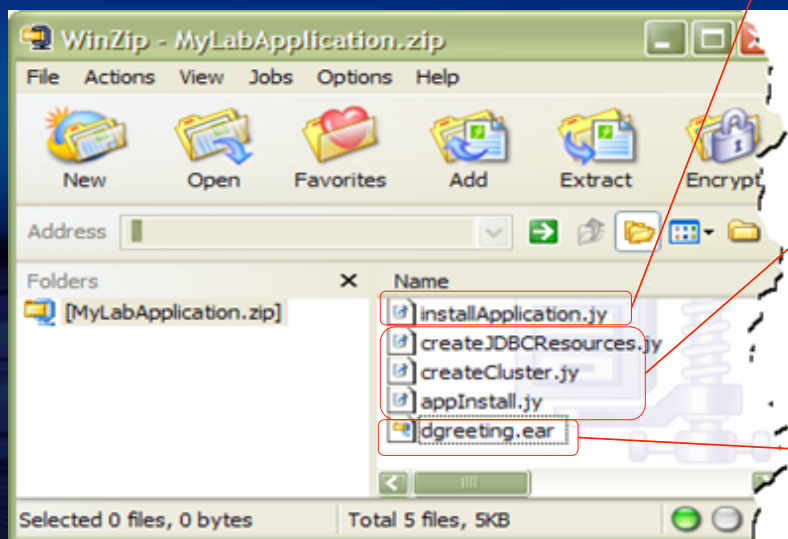 WinZip - MyLabApplication.zip
File Actions View Jobs Options Help
New Open Favorites Add Extract Encrypt
Address
Folders
Name
[MyLabApplication.zip]
installApplication.jy
createJDBCResources.jy
createCluster.jy
appInstall.jy
dgreeting.ear
Selected 0 files, 0 bytes
Total 5 files, 5KB